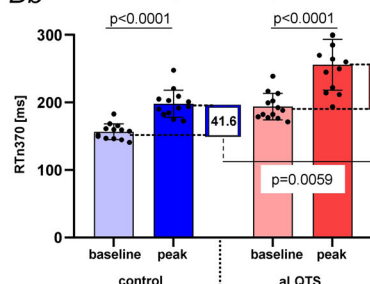 p<0.0001 p<0.0001
300
200
100
0
RTn370 [ms]
41.6
p=0.0059
baseline peak baseline peak
control aLQTS